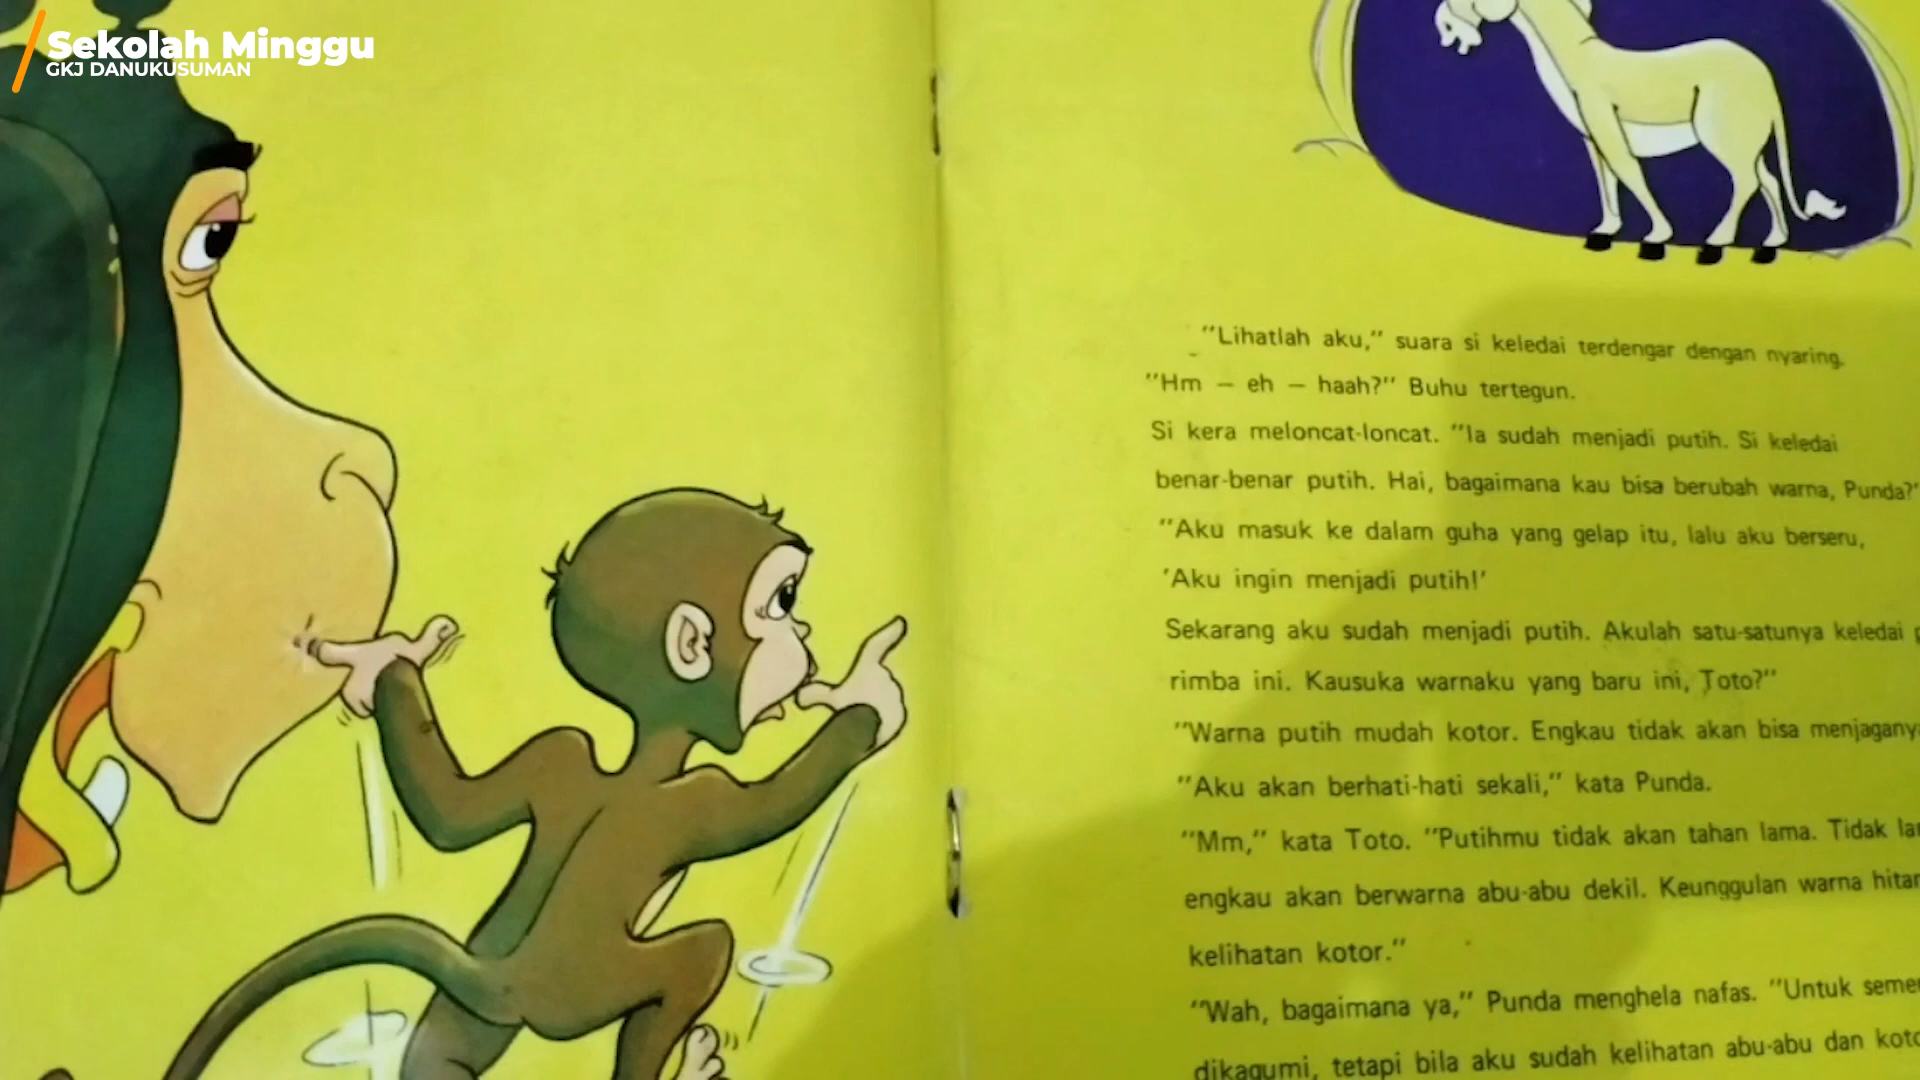 Sekolah Minggu
GKJ DANUKUSUMAN
"Lihatlah aku," suara si keledai terdengar dengan nyaring.
"Hm — eh — haah?" Buhu tertegun.
Si kera meloncat-loncat. "Ia sudah menjadi putih. Si keledai
benar-benar putih. Hai, bagaimana kau bisa berubah warna, Punda?"
"Aku masuk ke dalam guha yang gelap itu, lalu aku berseru,
'Aku ingin menjadi putih!'
Sekarang aku sudah menjadi putih. Akulah satu-satunya keledai
rimba ini. Kausuka warnaku yang baru ini, Toto?"
"Warna putih mudah kotor. Engkau tidak akan bisa
"Aku akan berhati-hati sekali," kata Punda.
"Mm," kata Toto. "Putihmu tidak akan tahan lama. Tidak
engkau akan berwarna abu-abu dekil. Keunggulan warna
kelihatan kotor."
"Wah, bagaimana ya," Punda menghela nafas. "Untuk
dikagumi, tetapi bila aku sudah kelihatan abu-abu dan